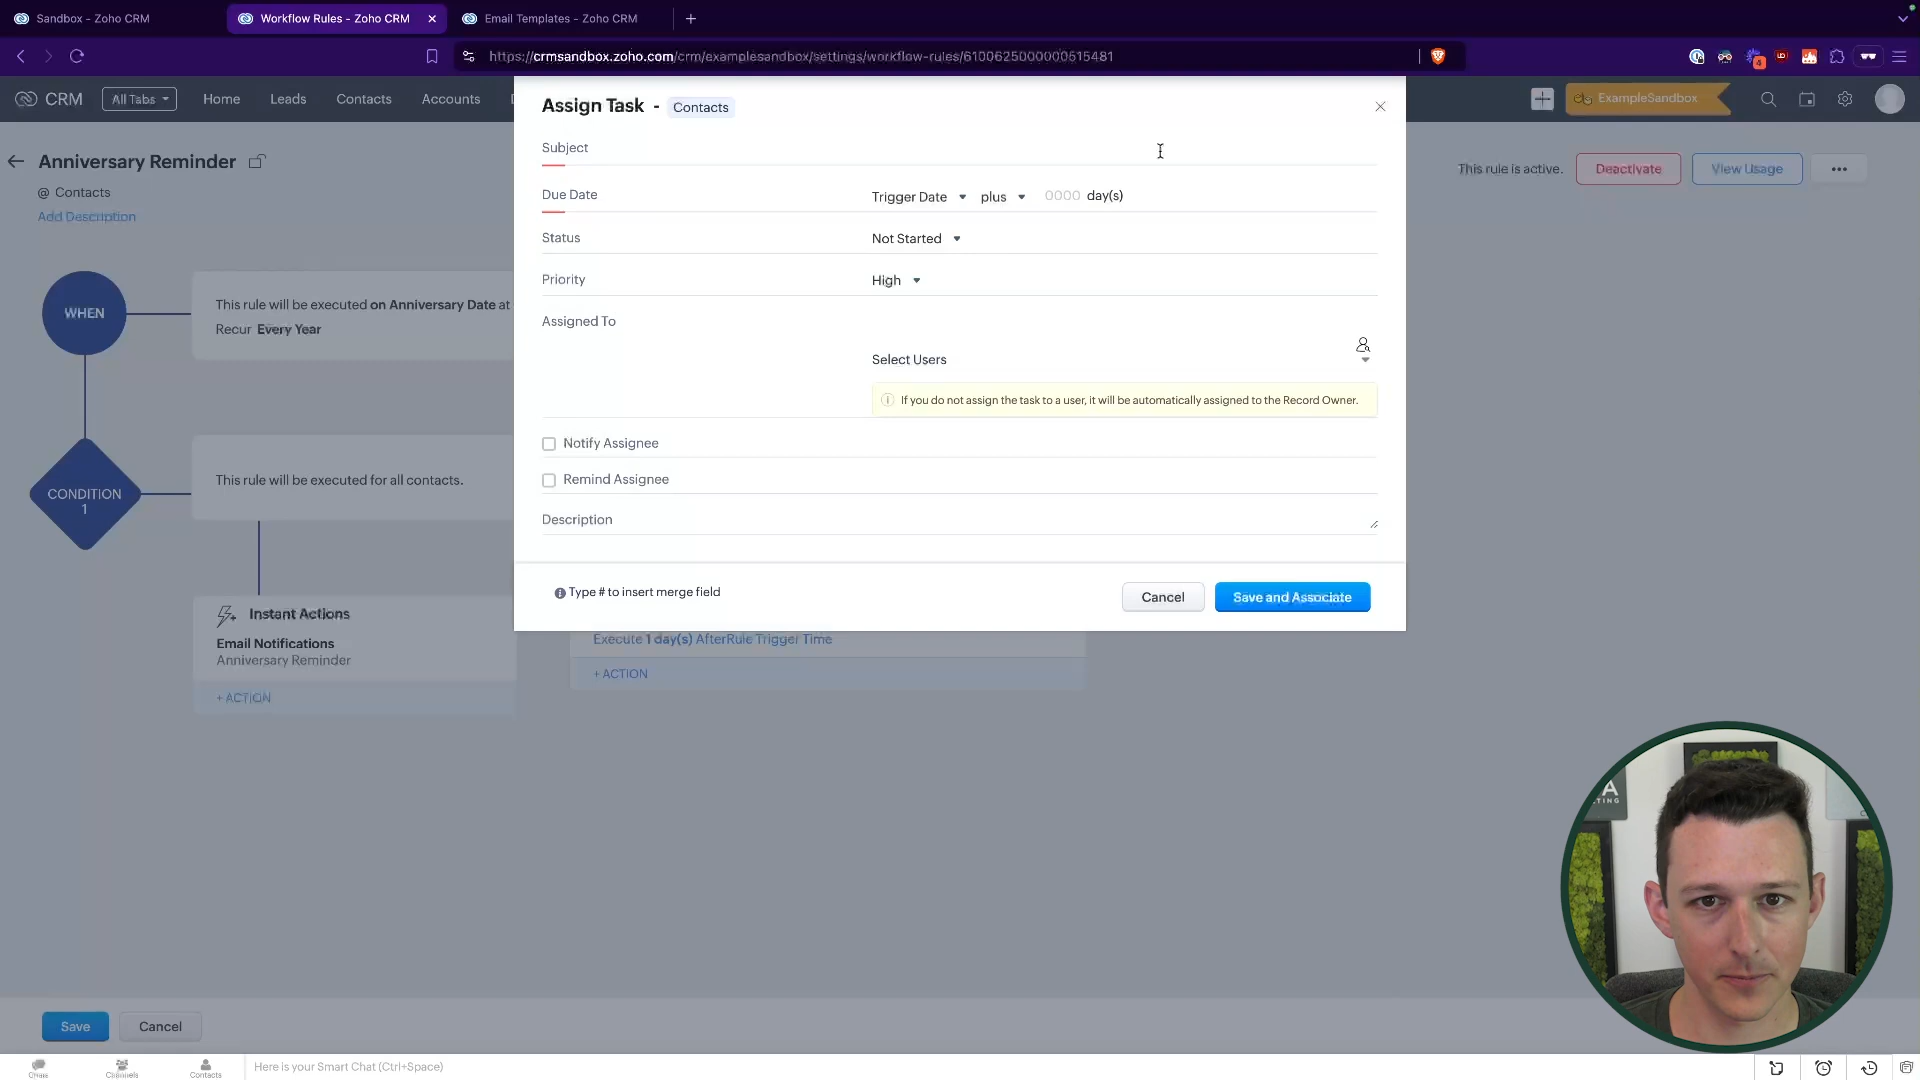 Sandbox - Zoho CRM
Workflow Rules - Zoho CRM
Email Templates - Zoho CRM
https://crmsandbox.zoho.com/crm/examplesandbox/settings/workflow-rules/6100625000000515481
4
CRM
All Tabs
Home
Leads
Contacts
Accounts
ExampleSandbox
Assign Task - Contacts
Subject
Due Date
Trigger Date
plus
0000 day(s)
Status
Not Started
Priority
High
Assigned To
Select Users
If you do not assign the task to a user, it will be automatically assigned to the Record Owner.
Notify Assignee
Remind Assignee
Description
Type # to insert merge field
Cancel
Save and Associate
Anniversary Reminder
@ Contacts
Add Description
This rule is active.
Deactivate
View Usage
WHEN
This rule will be executed on Anniversary Date at
Recur Every Year
CONDITION
1
This rule will be executed for all contacts.
Instant Actions
Email Notifications
Anniversary Reminder
+ ACTION
Execute 1 day(s) AfterRule Trigger Time
+ ACTION
Save
Cancel
Chats
Channels
Contacts
Here is your Smart Chat (Ctrl+Space)